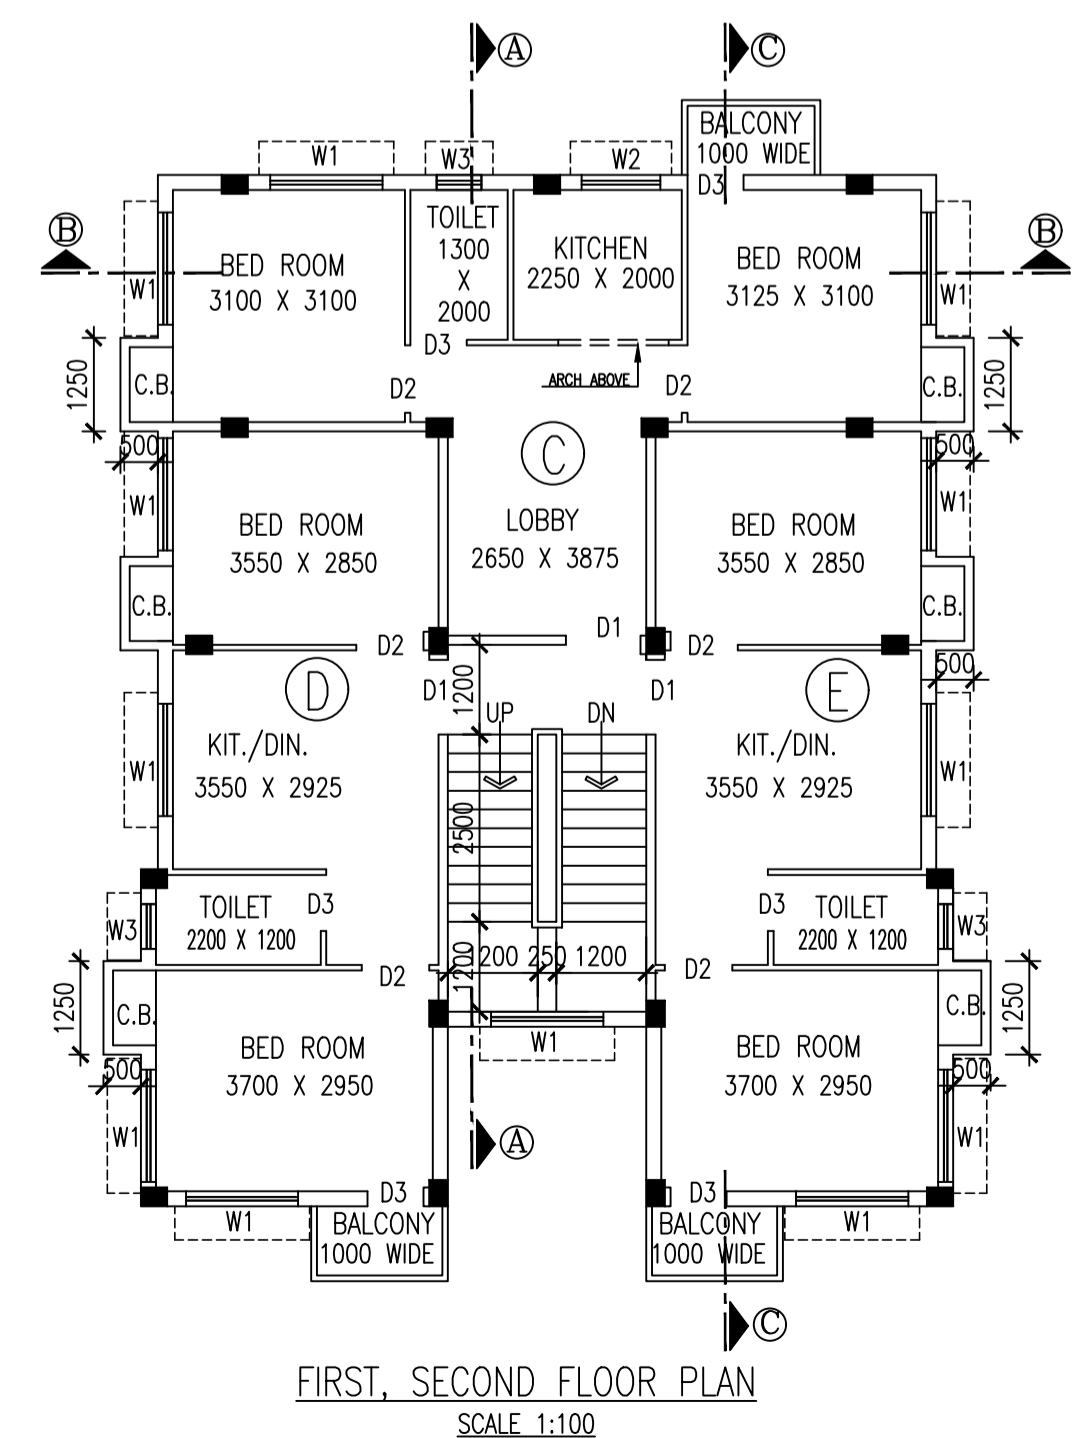 A
C
BALCONY
1000 WIDE
W1
W3
W2
D3
B
TOILET
1300
X
2000
KITCHEN
2250 X 2000
BED ROOM
3100 X 3100
BED ROOM
3125 X 3100
B
W1
W1
D3
ARCH ABOVE
1250
C.B.
D2
D2
C.B.
1250
500
C
500
W1
BED ROOM
3550 X 2850
LOBBY
2650 X 3875
BED ROOM
3550 X 2850
W1
C.B.
C.B.
D2
D1
D2
500
D
D1
1200
D1
E
UP
DN
KIT./DIN.
3550 X 2925
KIT./DIN.
3550 X 2925
W1
W1
2500
W3
TOILET
2200 X 1200
D3
D3
TOILET
2200 X 1200
W3
D2
1200
200 250 1200
D2
1250
C.B.
C.B.
1250
W1
BED ROOM
3700 X 2950
BED ROOM
3700 X 2950
500
500
W1
A
W1
D3
D3
W1
BALCONY
1000 WIDE
BALCONY
1000 WIDE
W1
C
FIRST, SECOND FLOOR PLAN
SCALE 1:100